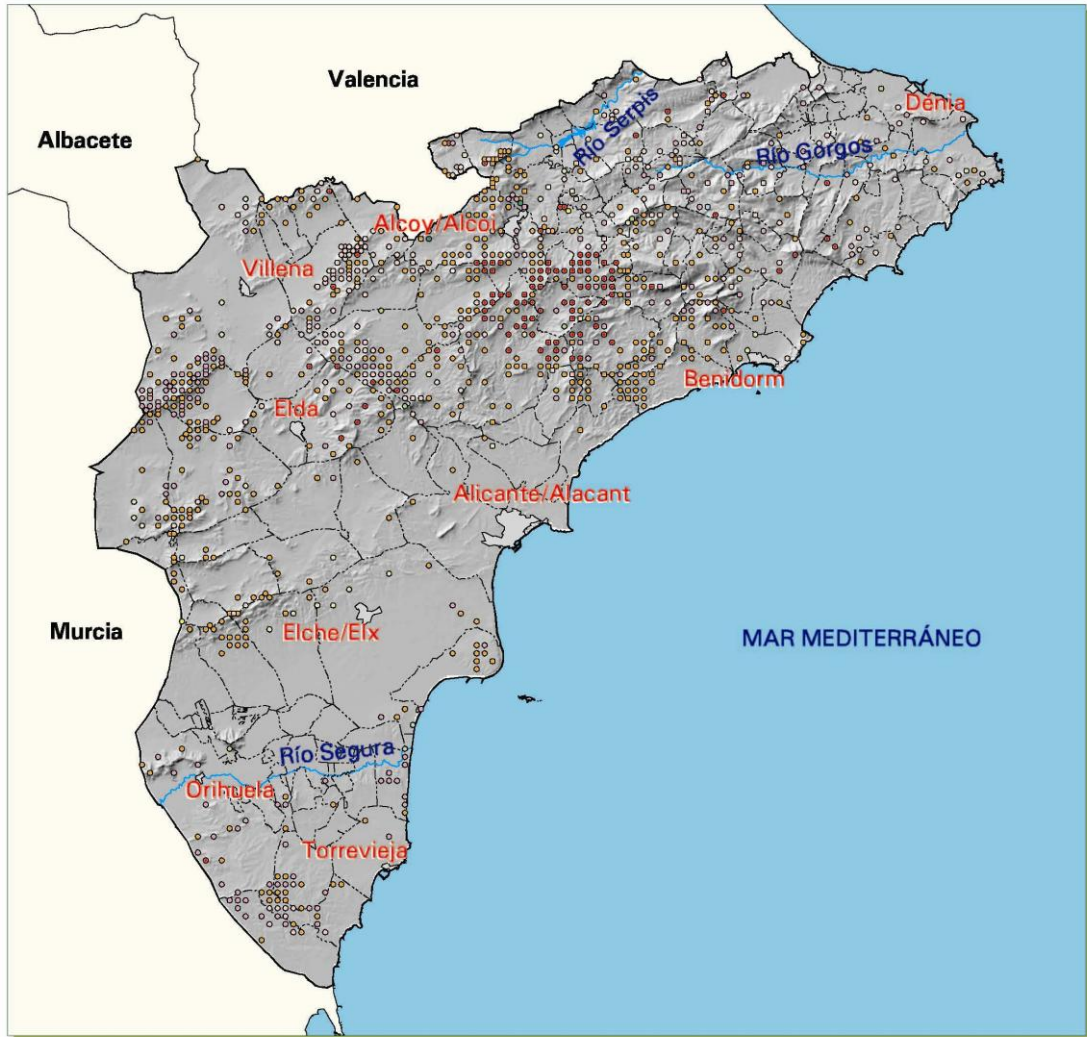 Valencia
Albacete
Dénia
Río Serpis
Río Gorgos
Alcoy/Alcoi
Villena
Benidorm
Elda
Alicante/Alacant
Murcia
Elche/Elx
MAR MEDITERRÁNEO
Río Segura
Orihuela
Torrevieja